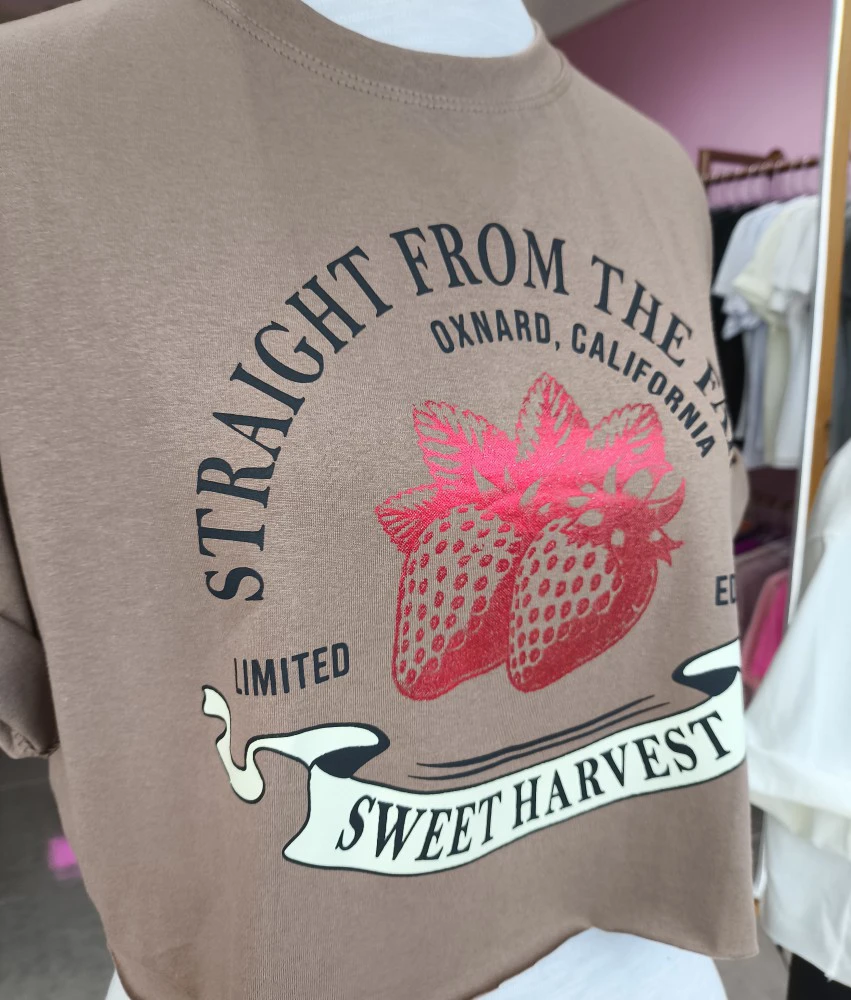 STRAIGHT FROM THE
OXNARD, CALIFORNIA
LIMITED
SWEET HARVEST